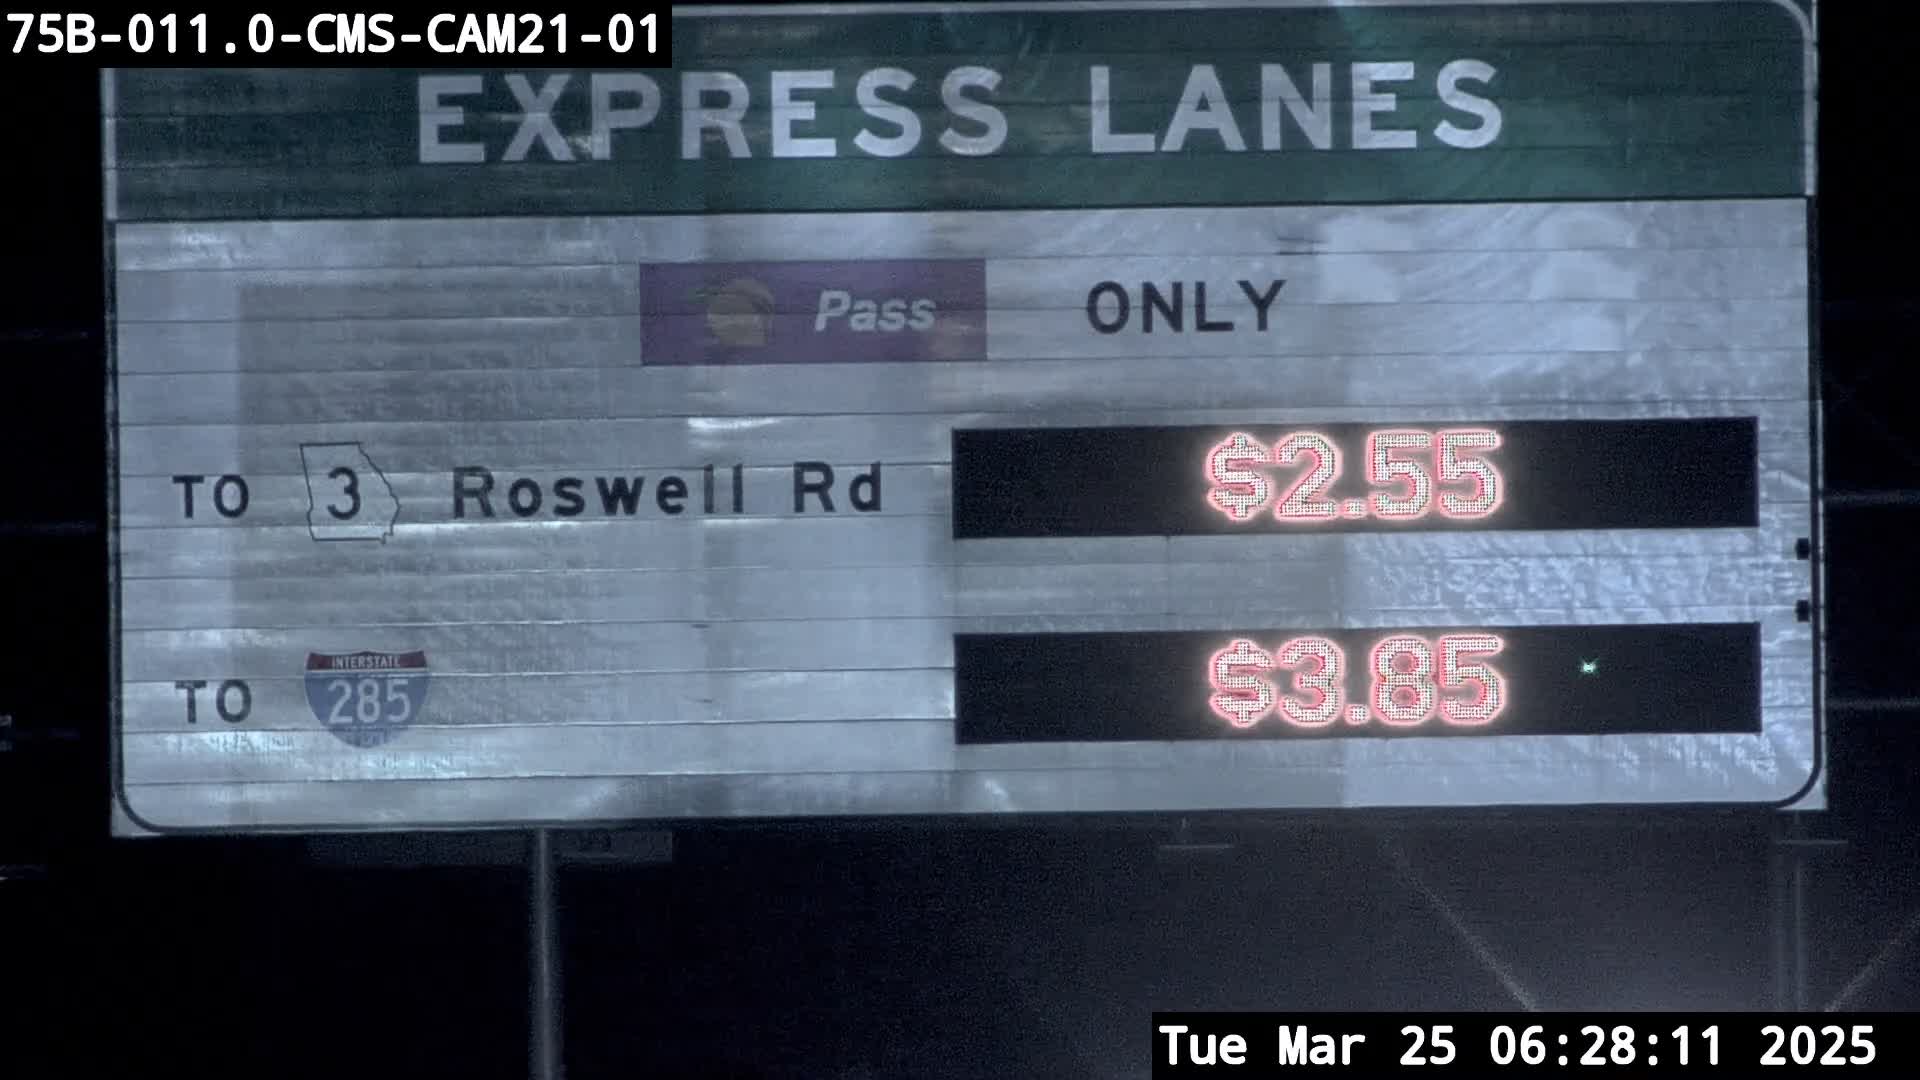 75B-011.0-CMS-CAM21-01
EXPRESS LANES
Pass ONLY
TO 3 Roswell Rd $2.55
TO INTERSTATE 285 $3.85
Tue Mar 25 06:28:11 2025